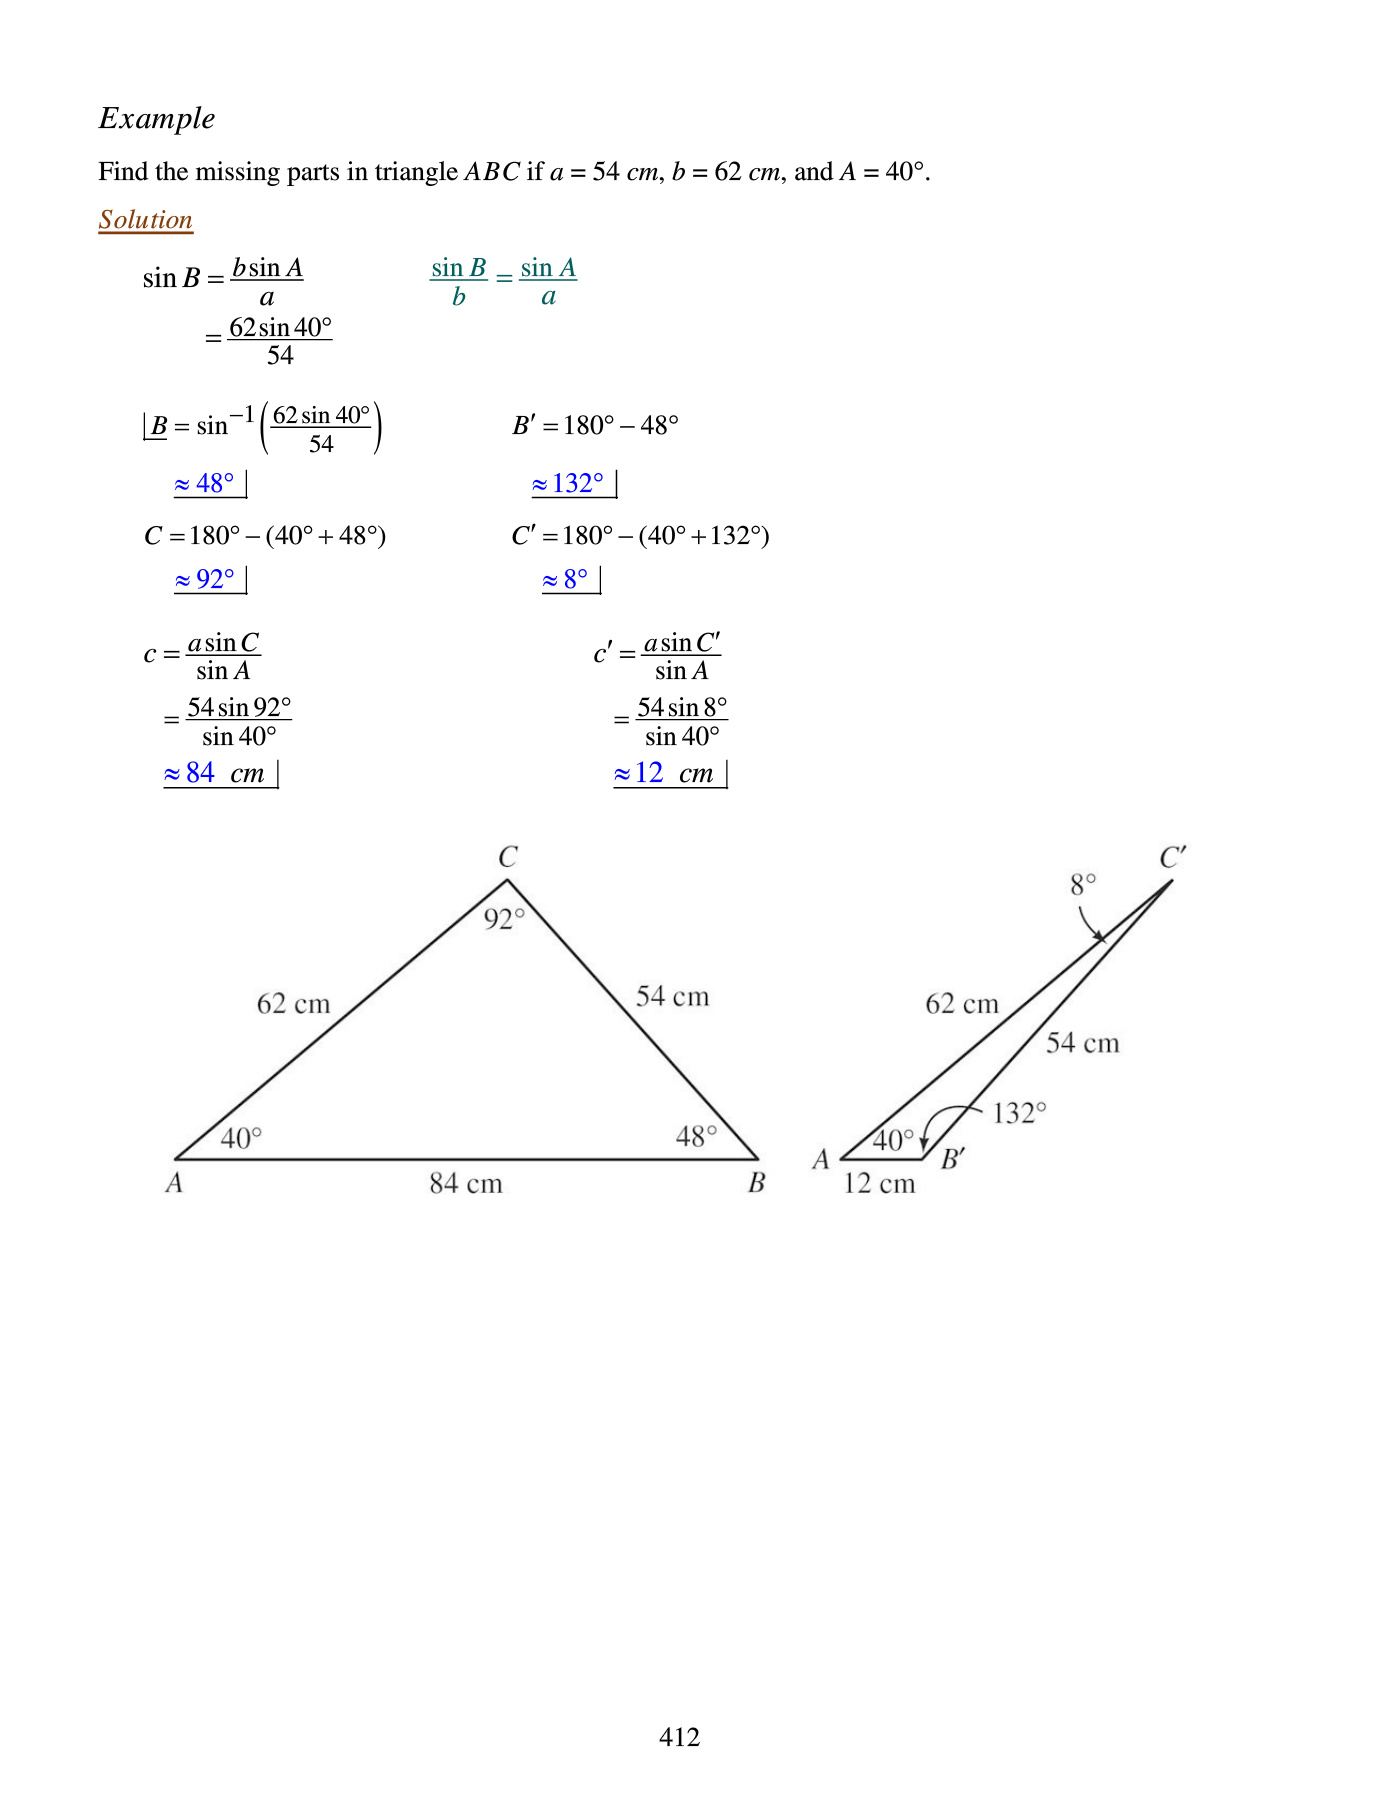 Example
Find the missing parts in triangle ABC if a = 54 cm, b = 62 cm, and A = 40°.
Solution
sin B = b sin A / a    sin B / b = sin A / a
= 62 sin 40° / 54
B = sin⁻¹(62 sin 40° / 54)    B′ = 180° − 48°
≈ 48°    ≈ 132°
C = 180° − (40° + 48°)    C′ = 180° − (40° + 132°)
≈ 92°    ≈ 8°
c = a sin C / sin A    c′ = a sin C′ / sin A
= 54 sin 92° / sin 40°    = 54 sin 8° / sin 40°
≈ 84 cm    ≈ 12 cm
C    C′
8°
92°
62 cm    54 cm    62 cm
54 cm
132°
40°    48°    40°
A    B    A    B′
84 cm    12 cm
412